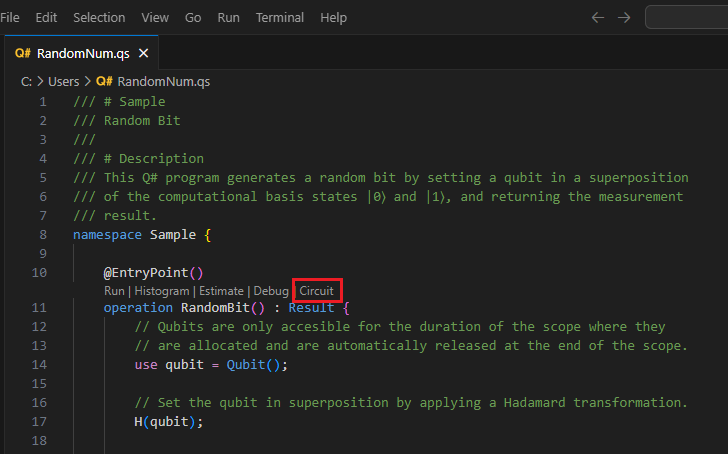 File Edit Selection View Go Run Terminal Help
Q# RandomNum.qs
C: > Users > Q# RandomNum.qs
1 /// # Sample
2 /// Random Bit
3 ///
4 /// # Description
5 /// This Q# program generates a random bit by setting a qubit in a superposition
6 /// of the computational basis states |0⟩ and |1⟩, and returning the measurement
7 /// result.
8 namespace Sample {
9
10 @EntryPoint()
Run | Histogram | Estimate | Debug | Circuit
11 operation RandomBit() : Result {
12 // Qubits are only accesible for the duration of the scope where they
13 // are allocated and are automatically released at the end of the scope.
14 use qubit = Qubit();
15
16 // Set the qubit in superposition by applying a Hadamard transformation.
17 H(qubit);
18